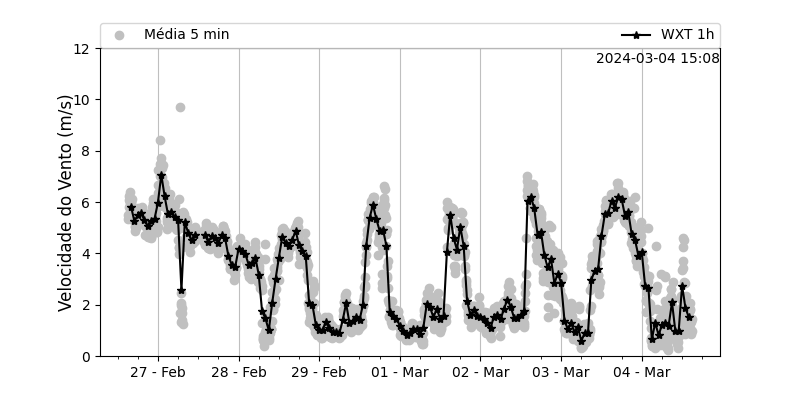 Média 5 min
WXT 1h
2024-03-04 15:08
Velocidade do Vento (m/s)
12
10
8
6
4
2
0
27 - Feb
28 - Feb
29 - Feb
01 - Mar
02 - Mar
03 - Mar
04 - Mar